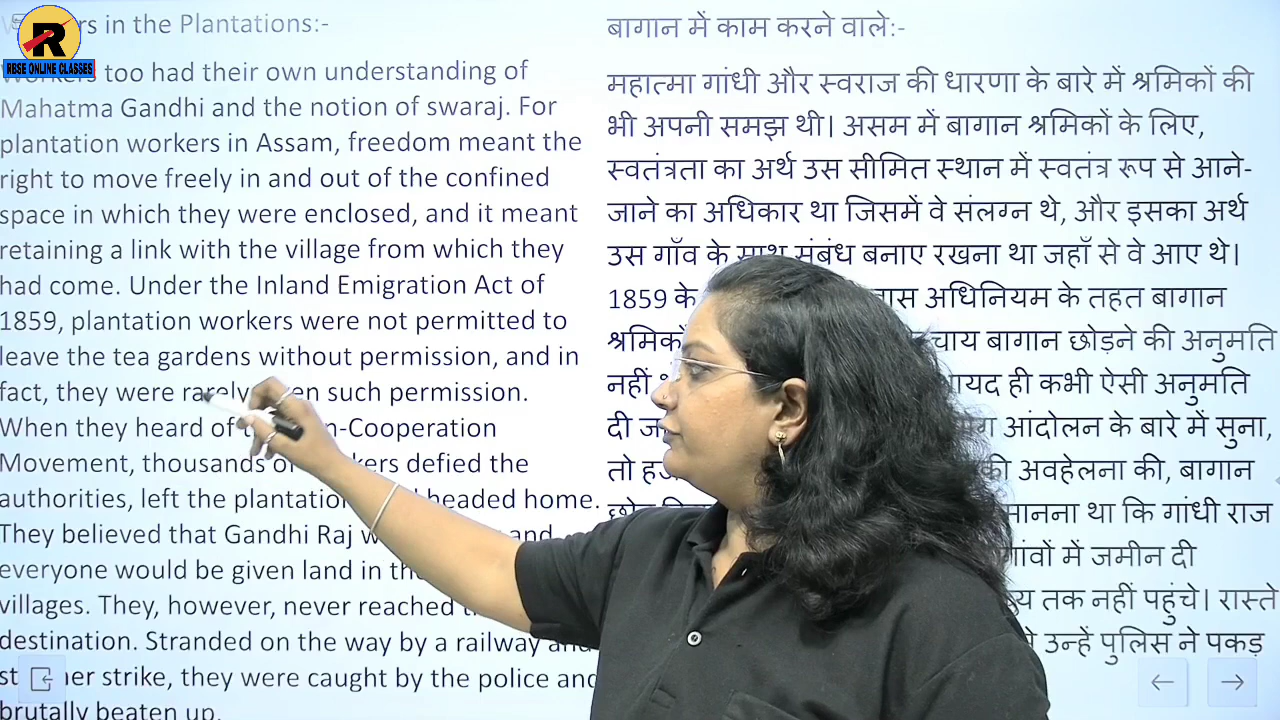 R
RBSE ONLINE CLASSES
in the Plantations:-
Workers too had their own understanding of
Mahatma Gandhi and the notion of swaraj. For
plantation workers in Assam, freedom meant the
right to move freely in and out of the confined
space in which they were enclosed, and it meant
retaining a link with the village from which they
had come. Under the Inland Emigration Act of
1859, plantation workers were not permitted to
leave the tea gardens without permission, and in
fact, they were rarely such permission.
When they heard of
Movement, thousands defied the
authorities, left the headed home.
They believed that Gandhi Raj and
everyone would be given land in
villages. They, however, never reached
destination. Stranded on the way by a railway and
strike, they were caught by the police and
brutally beaten up.
बागान में काम करने वाले:-
महात्मा गांधी और स्वराज की धारणा के बारे में श्रमिकों की
भी अपनी समझ थी। असम में बागान श्रमिकों के लिए,
स्वतंत्रता का अर्थ उस सीमित स्थान में स्वतंत्र रूप से आने-
जाने का अधिकार था जिसमें वे संलग्न थे, और इसका अर्थ
उस गाँव के साथ संबंध बनाए रखना था जहाँ से वे आए थे।
1859 के अधिनियम के तहत बागान
चाय बागान छोड़ने की अनुमति
नहीं ही कभी ऐसी अनुमति
दी आंदोलन के बारे में सुना,
तो की अवहेलना की, बागान
मानना था कि गांधी राज
गांवों में जमीन दी
तक नहीं पहुंचे। रास्ते
उन्हें पुलिस ने पकड़